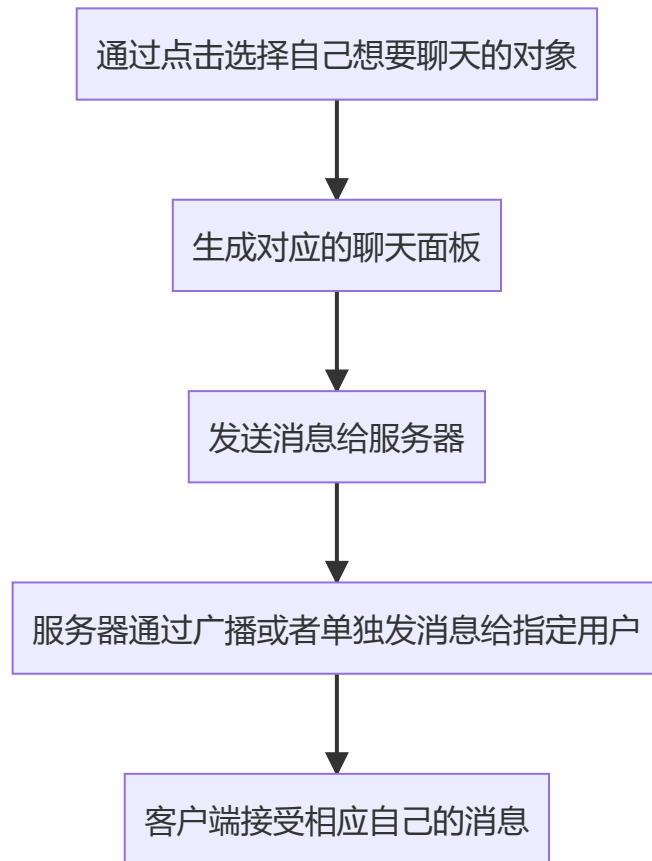 通过点击选择自己想要聊天的对象
生成对应的聊天面板
发送消息给服务器
服务器通过广播或者单独发消息给指定用户
客户端接受相应自己的消息